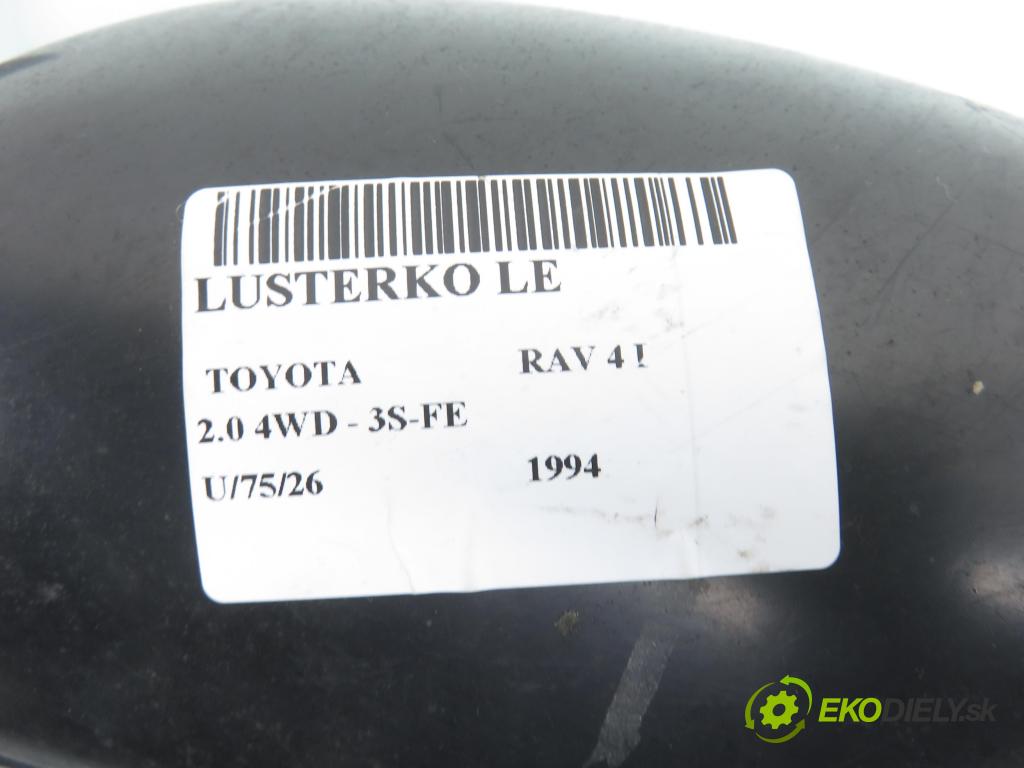 LUSTERKO LE
TOYOTA RAV 4 I
2.0 4WD - 3S-FE
U/75/26 1994
EKODIELY.sk